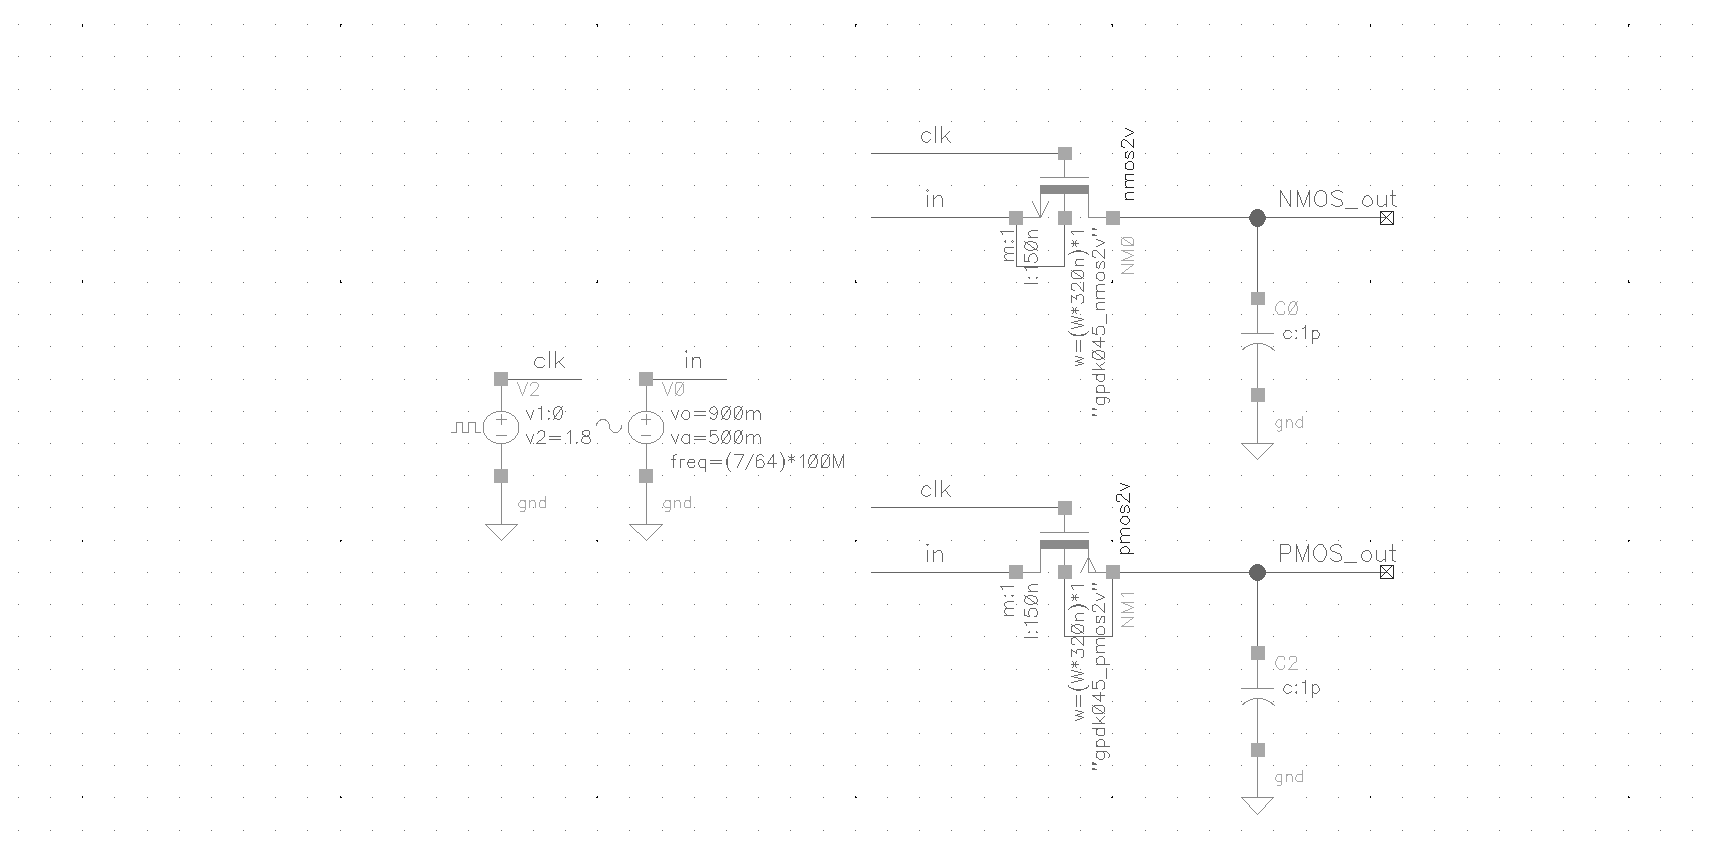 clk
in
nmos2v
m:1
l:150n
w=(W*320n)*1
"gpdk045_nmos2v"
NM0
NMOS_out
C0
c:1p
gnd
clk
V2
v1:0
v2=1.8
gnd
in
V0
vo=900m
va=500m
freq=(7/64)*100M
gnd
clk
in
pmos2v
m:1
l:150n
w=(W*320n)*1
"gpdk045_pmos2v"
NM1
PMOS_out
C2
c:1p
gnd